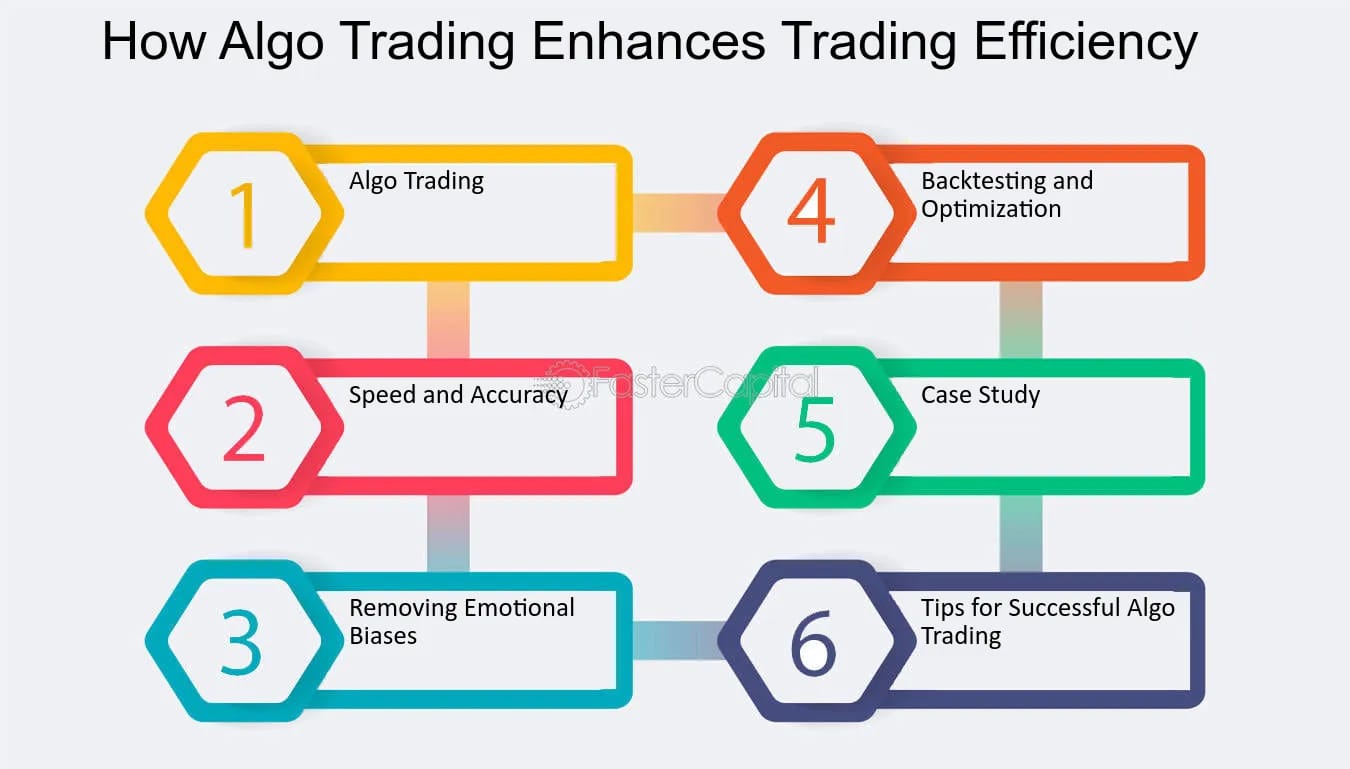 How Algo Trading Enhances Trading Efficiency
1
Algo Trading
2
Speed and Accuracy
3
Removing Emotional
Biases
4
Backtesting and
Optimization
5
Case Study
6
Tips for Successful Algo
Trading
FasterCapital